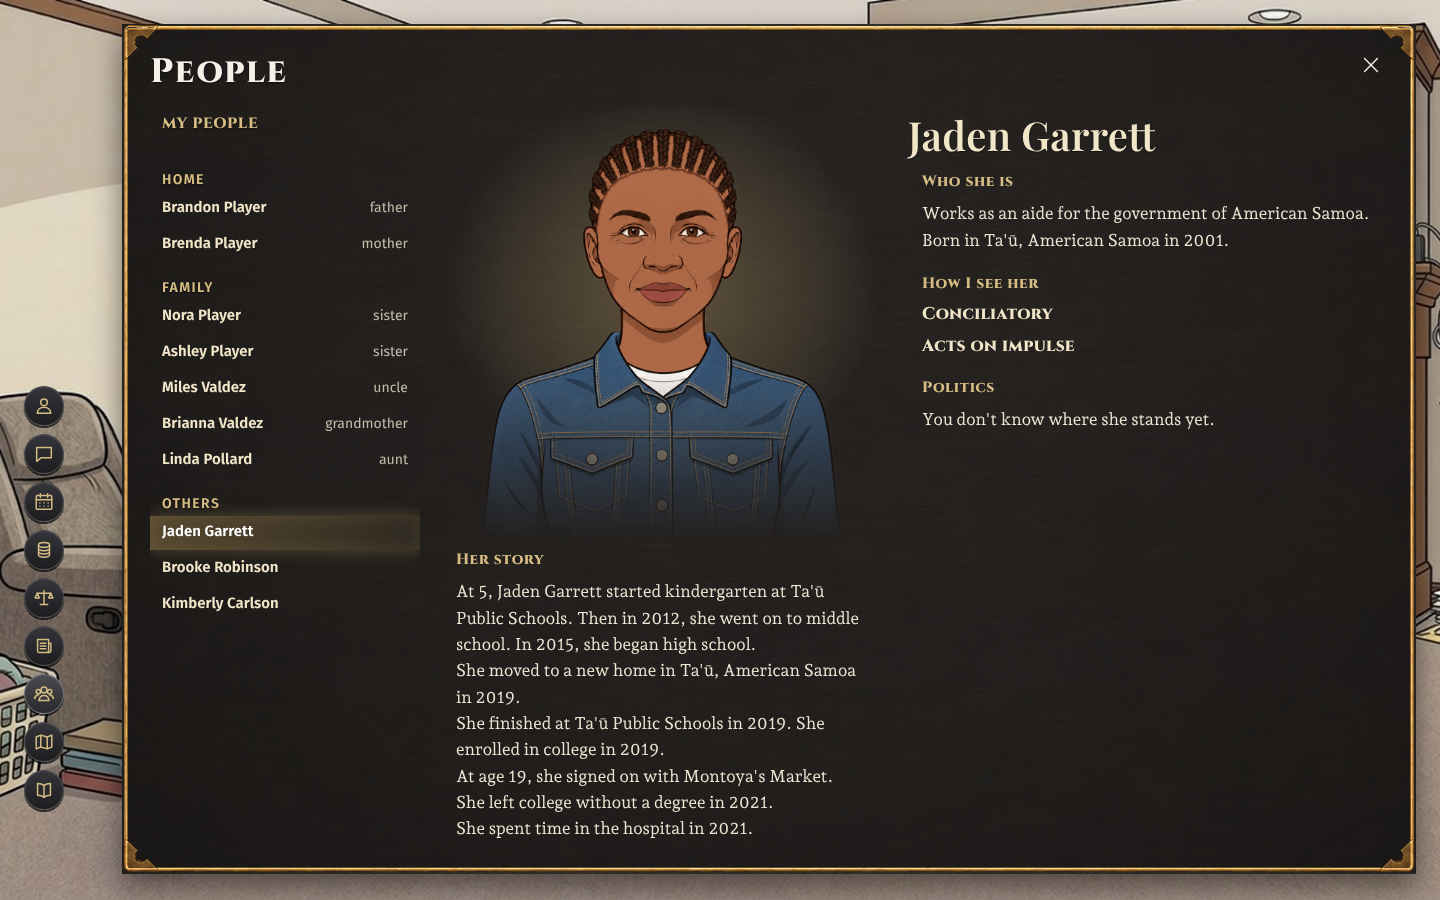 People
My people
Home
Brandon Player father
Brenda Player mother
Family
Nora Player sister
Ashley Player sister
Miles Valdez uncle
Brianna Valdez grandmother
Linda Pollard aunt
Others
Jaden Garrett
Brooke Robinson
Kimberly Carlson
Her story
At 5, Jaden Garrett started kindergarten at Ta'ū
Public Schools. Then in 2012, she went on to middle
school. In 2015, she began high school.
She moved to a new home in Ta'ū, American Samoa
in 2019.
She finished at Ta'ū Public Schools in 2019. She
enrolled in college in 2019.
At age 19, she signed on with Montoya's Market.
She left college without a degree in 2021.
She spent time in the hospital in 2021.
Jaden Garrett
Who she is
Works as an aide for the government of American Samoa.
Born in Ta'ū, American Samoa in 2001.
How I see her
Conciliatory
Acts on impulse
Politics
You don't know where she stands yet.